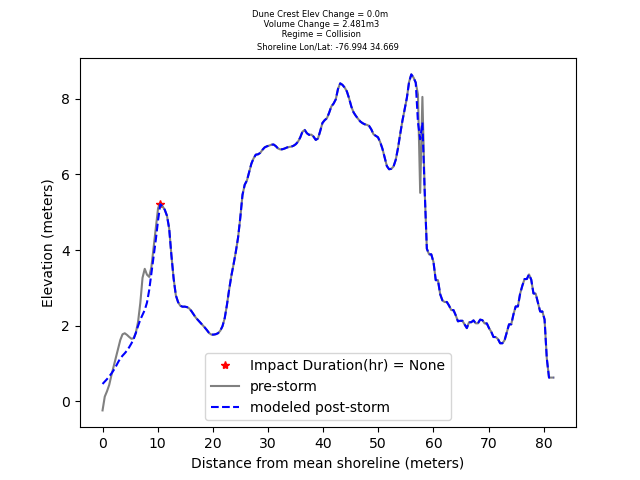 Dune Crest Elev Change = 0.0m
Volume Change = 2.481m3
Regime = Collision
Shoreline Lon/Lat: -76.994 34.669
8
6
4
2
0
Elevation (meters)
Impact Duration(hr) = None
pre-storm
modeled post-storm
0 10 20 30 40 50 60 70 80
Distance from mean shoreline (meters)